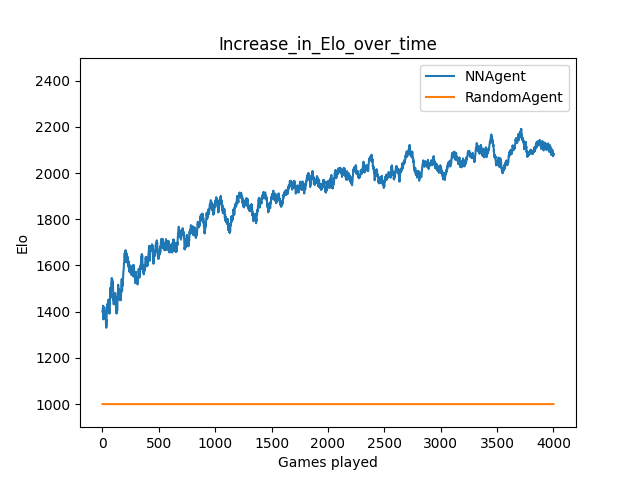 Increase_in_Elo_over_time
NNAgent
RandomAgent
2400
2200
2000
1800
1600
1400
1200
1000
Elo
0 500 1000 1500 2000 2500 3000 3500 4000
Games played